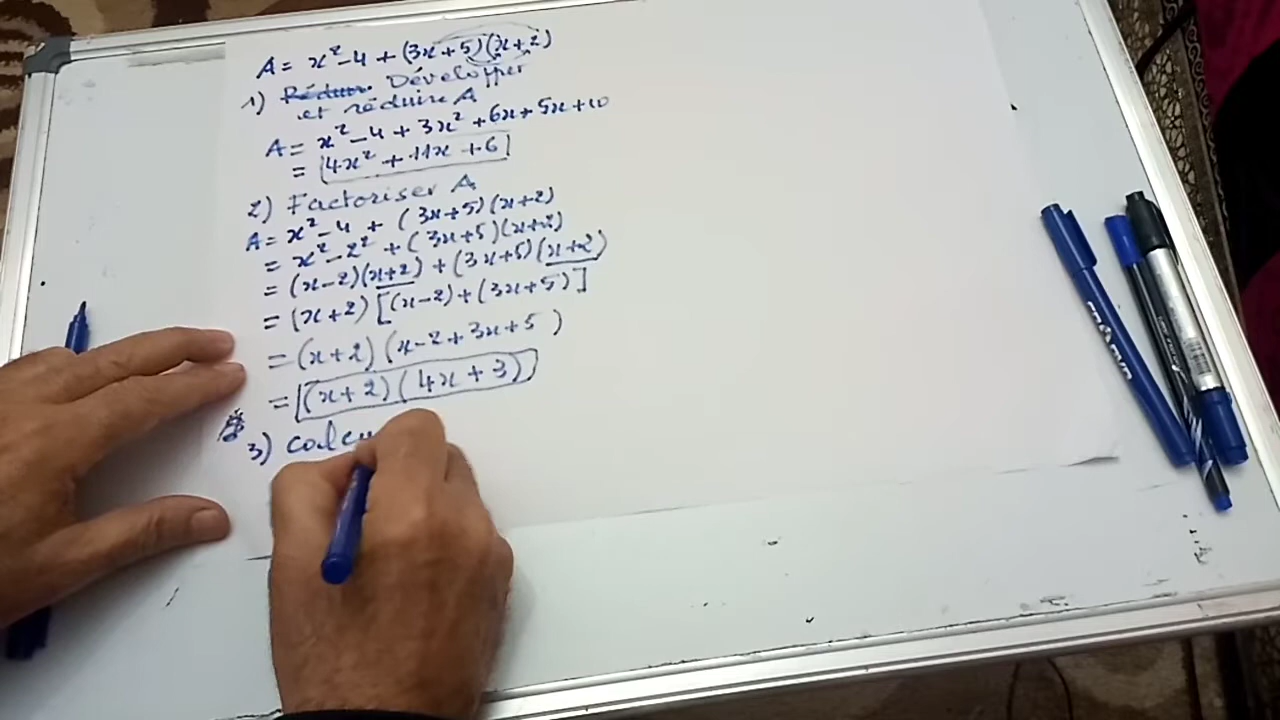 A = x² - 4 + (3x + 5)(x + 2)
1) Réduire Développer
et réduire A
A = x² - 4 + 3x² + 6x + 5x + 10
= 4x² + 11x + 6
2) Factoriser A
A = x² - 4 + (3x + 5)(x + 2)
= x² - 2² + (3x + 5)(x + 2)
= (x - 2)(x + 2) + (3x + 5)(x + 2)
= (x + 2)[(x - 2) + (3x + 5)]
= (x + 2)(x - 2 + 3x + 5)
= (x + 2)(4x + 3)
3) calcu